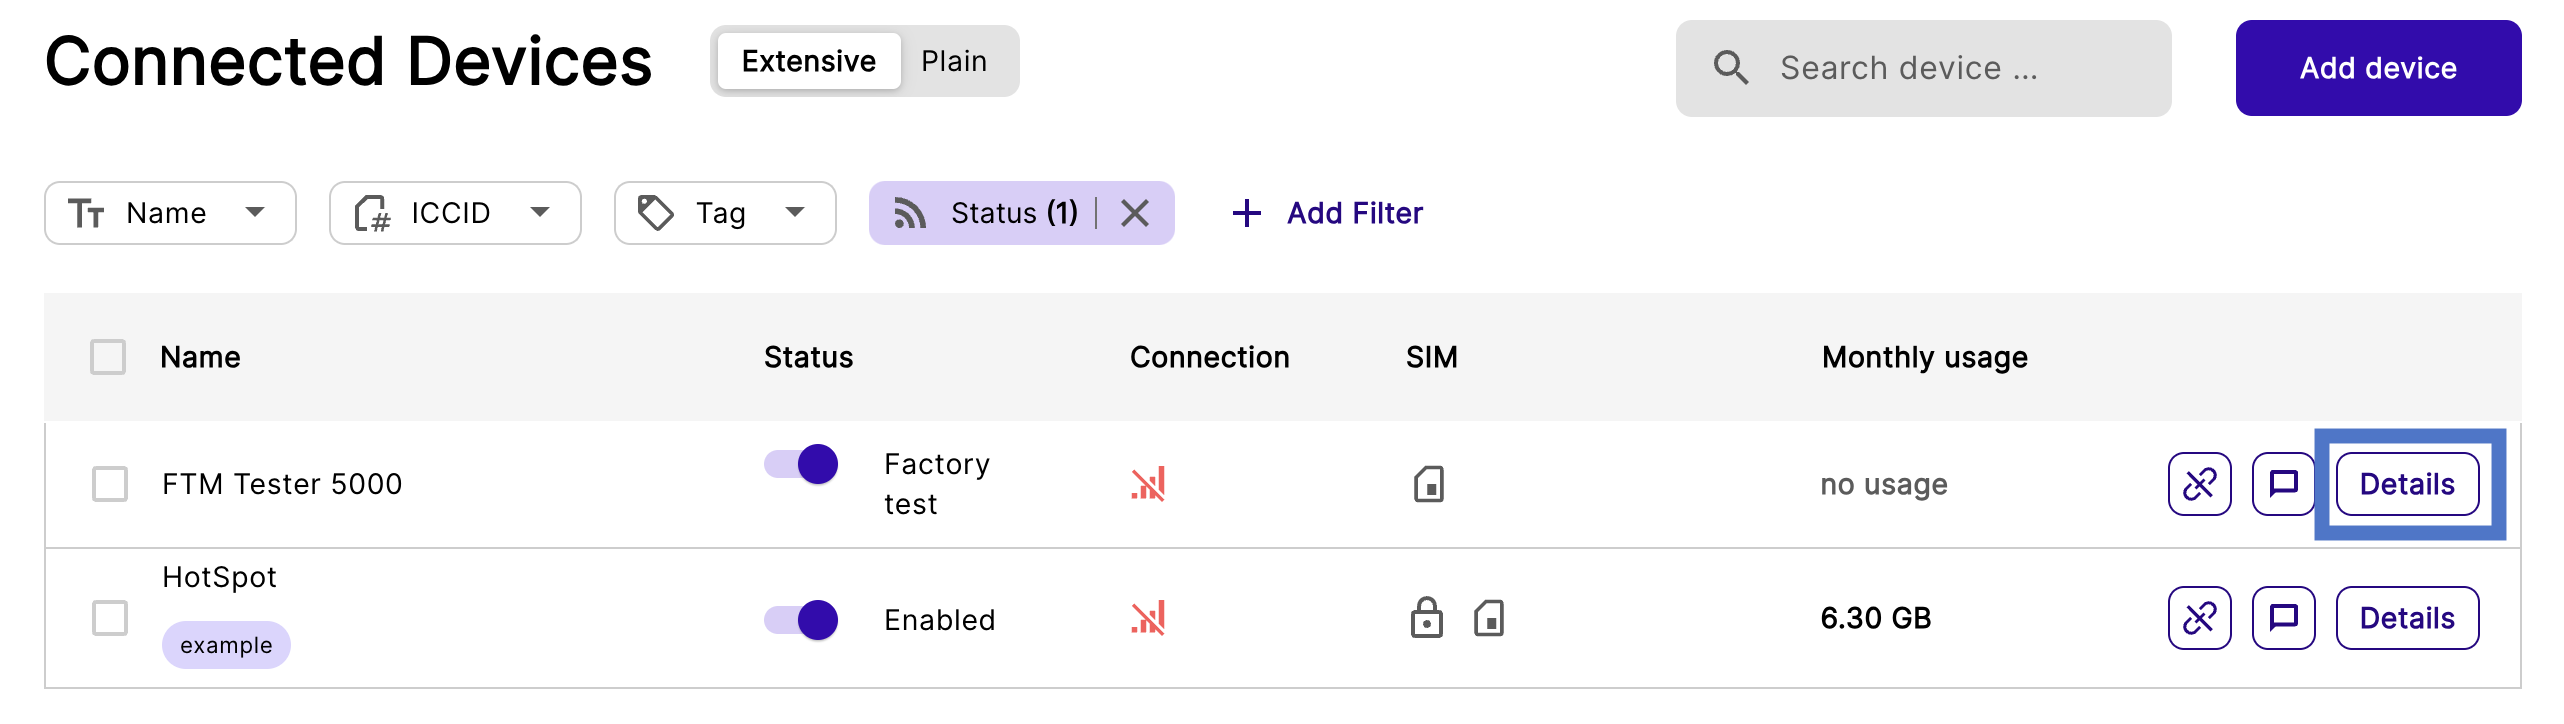 Connected Devices
Extensive
Plain
Search device ...
Add device
Name
ICCID
Tag
Status (1)
Add Filter
Name
Status
Connection
SIM
Monthly usage
FTM Tester 5000
Factory
test
no usage
Details
HotSpot
example
Enabled
6.30 GB
Details